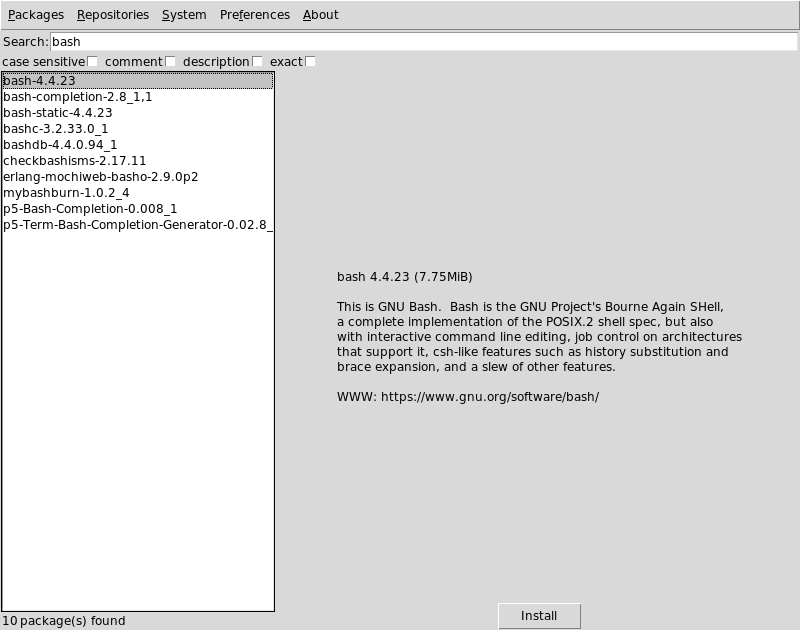 Packages Repositories System Preferences About
Search: bash
case sensitive comment description exact
bash-4.4.23
bash-completion-2.8_1,1
bash-static-4.4.23
bashc-3.2.33.0_1
bashdb-4.4.0.94_1
checkbashisms-2.17.11
erlang-mochiweb-basho-2.9.0p2
mybashburn-1.0.2_4
p5-Bash-Completion-0.008_1
p5-Term-Bash-Completion-Generator-0.02.8_
bash 4.4.23 (7.75MiB)
This is GNU Bash.  Bash is the GNU Project's Bourne Again SHell,
a complete implementation of the POSIX.2 shell spec, but also
with interactive command line editing, job control on architectures
that support it, csh-like features such as history substitution and
brace expansion, and a slew of other features.
WWW: https://www.gnu.org/software/bash/
10 package(s) found
Install